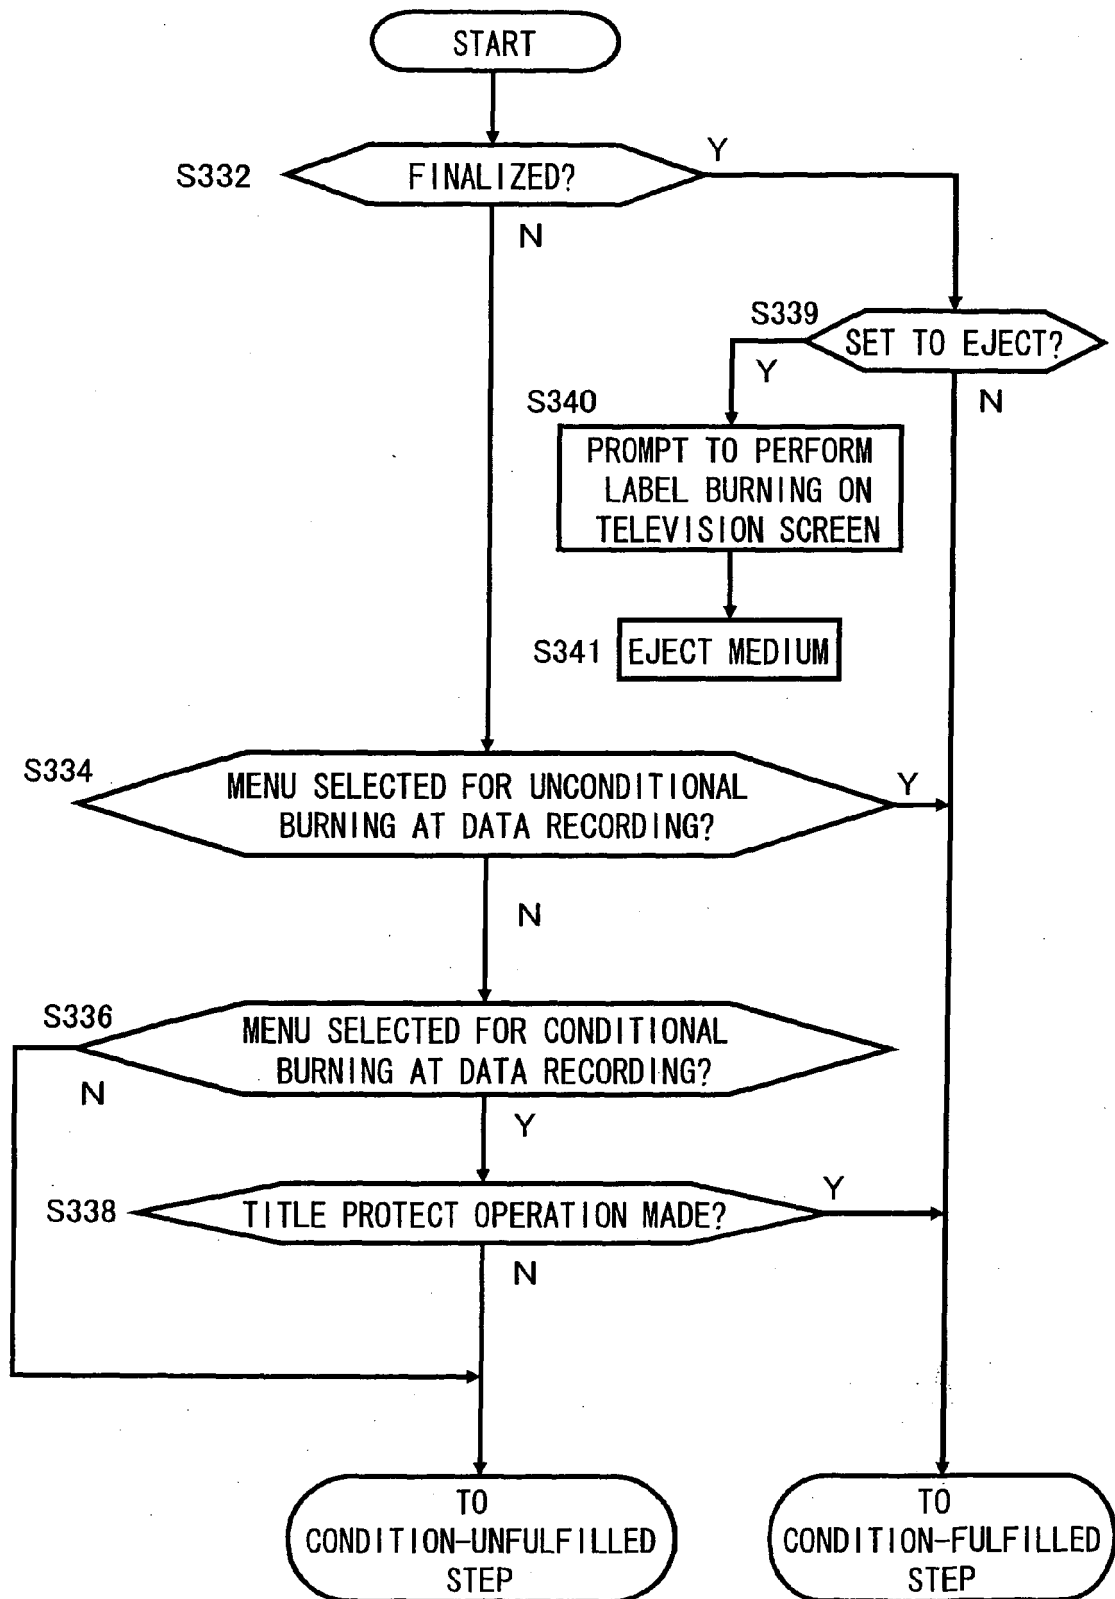 START
S332
FINALIZED?
Y
N
S339
SET TO EJECT?
Y
N
S340
PROMPT TO PERFORM
LABEL BURNING ON
TELEVISION SCREEN
S341
EJECT MEDIUM
S334
MENU SELECTED FOR UNCONDITIONAL
BURNING AT DATA RECORDING?
Y
N
S336
MENU SELECTED FOR CONDITIONAL
BURNING AT DATA RECORDING?
N
Y
S338
TITLE PROTECT OPERATION MADE?
Y
N
TO
CONDITION-UNFULFILLED
STEP
TO
CONDITION-FULFILLED
STEP